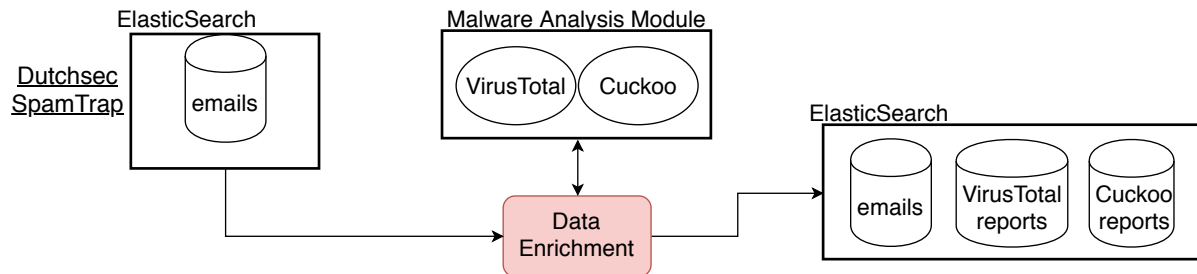 ElasticSearch
Dutchsec
SpamTrap
emails
Malware Analysis Module
VirusTotal
Cuckoo
Data
Enrichment
ElasticSearch
emails
VirusTotal
reports
Cuckoo
reports